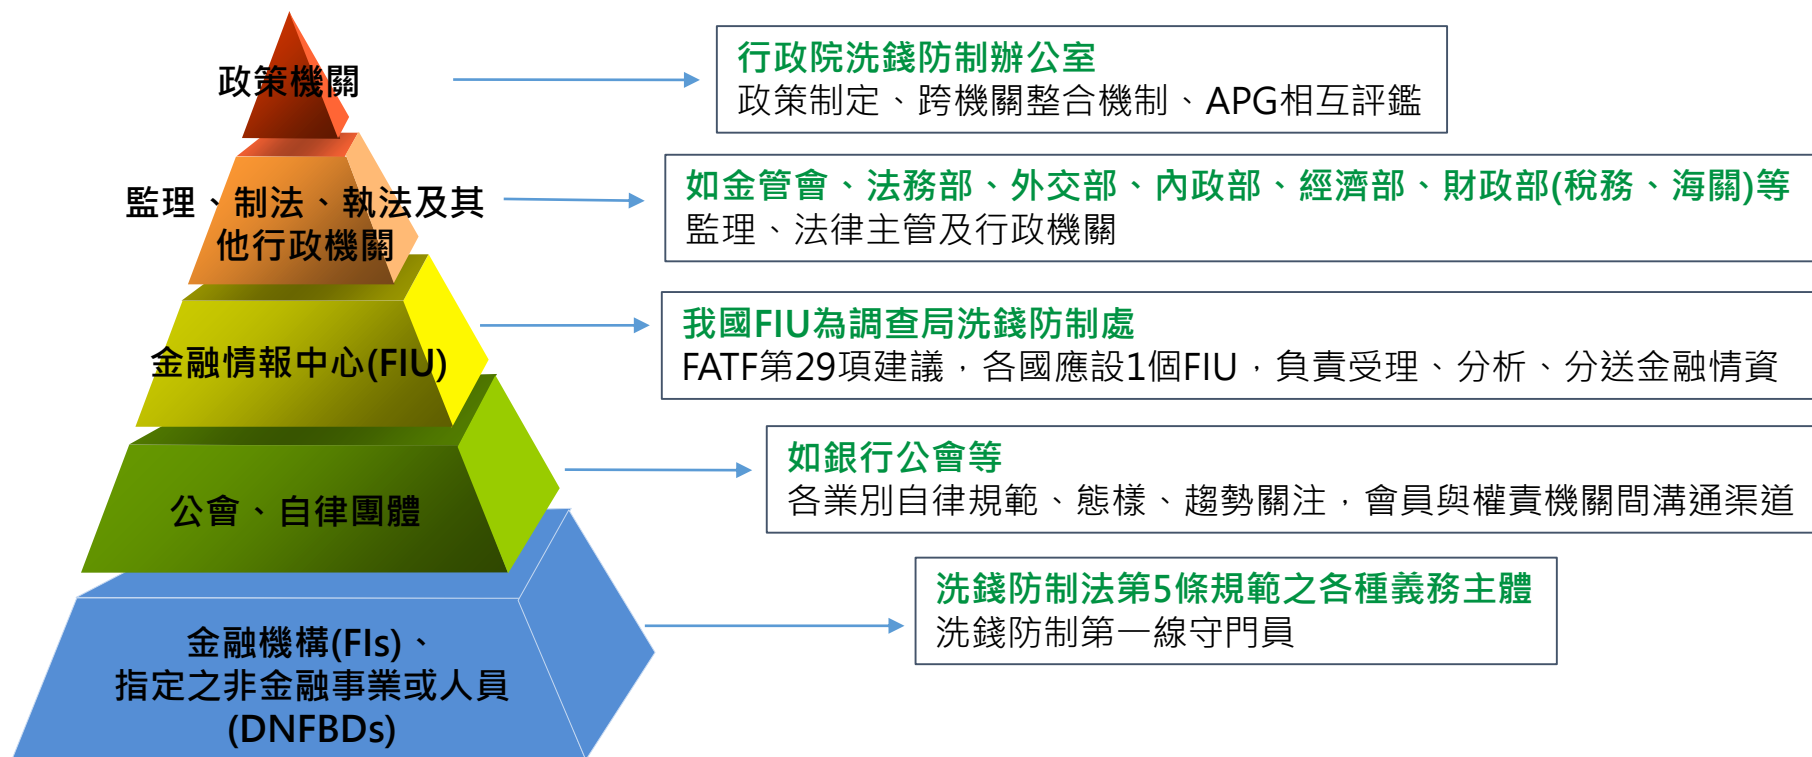 政策機關
行政院洗錢防制辦公室
政策制定、跨機關整合機制、APG相互評鑑
監理、制法、執法及其
他行政機關
如金管會、法務部、外交部、內政部、經濟部、財政部(稅務、海關)等
監理、法律主管及行政機關
金融情報中心(FIU)
我國FIU為調查局洗錢防制處
FATF第29項建議，各國應設1個FIU，負責受理、分析、分送金融情資
公會、自律團體
如銀行公會等
各業別自律規範、態樣、趨勢關注，會員與權責機關間溝通渠道
金融機構(FIs)、
指定之非金融事業或人員
(DNFBDs)
洗錢防制法第5條規範之各種義務主體
洗錢防制第一線守門員